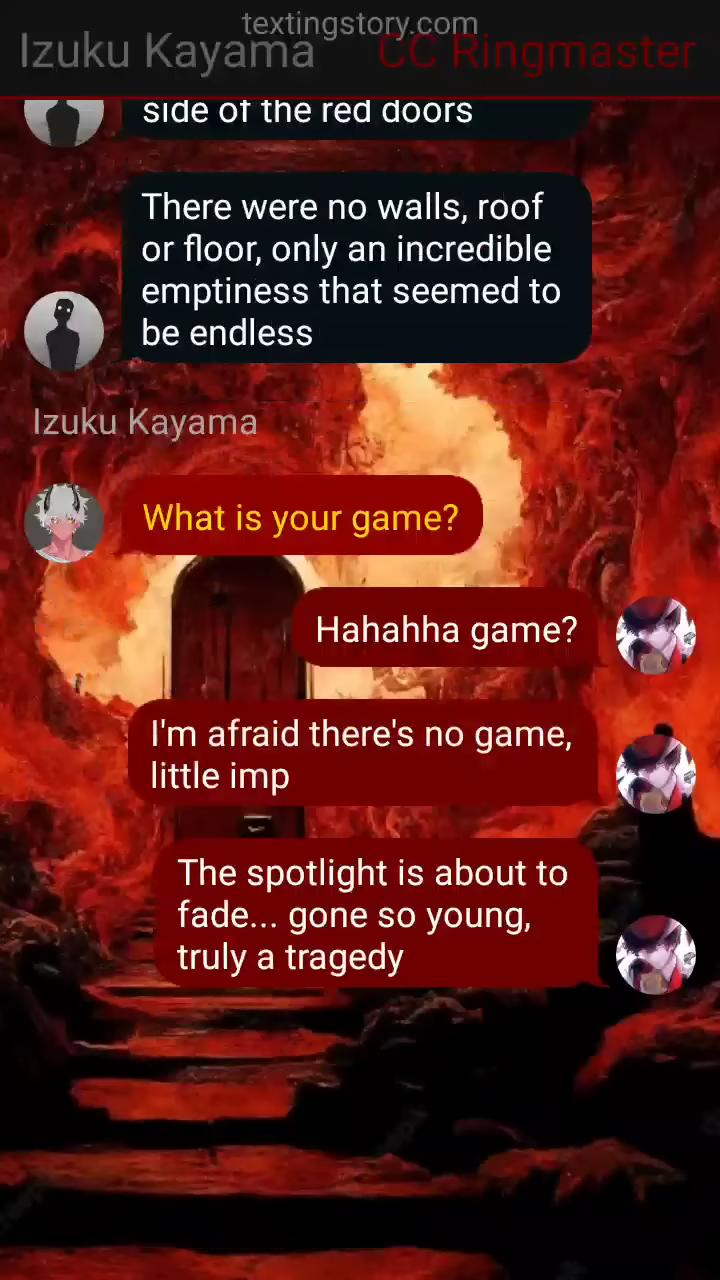 textingstory.com
Izuku Kayama CC Ringmaster
side of the red doors
There were no walls, roof
or floor, only an incredible
emptiness that seemed to
be endless
Izuku Kayama
What is your game?
Hahahha game?
I'm afraid there's no game,
little imp
The spotlight is about to
fade... gone so young,
truly a tragedy